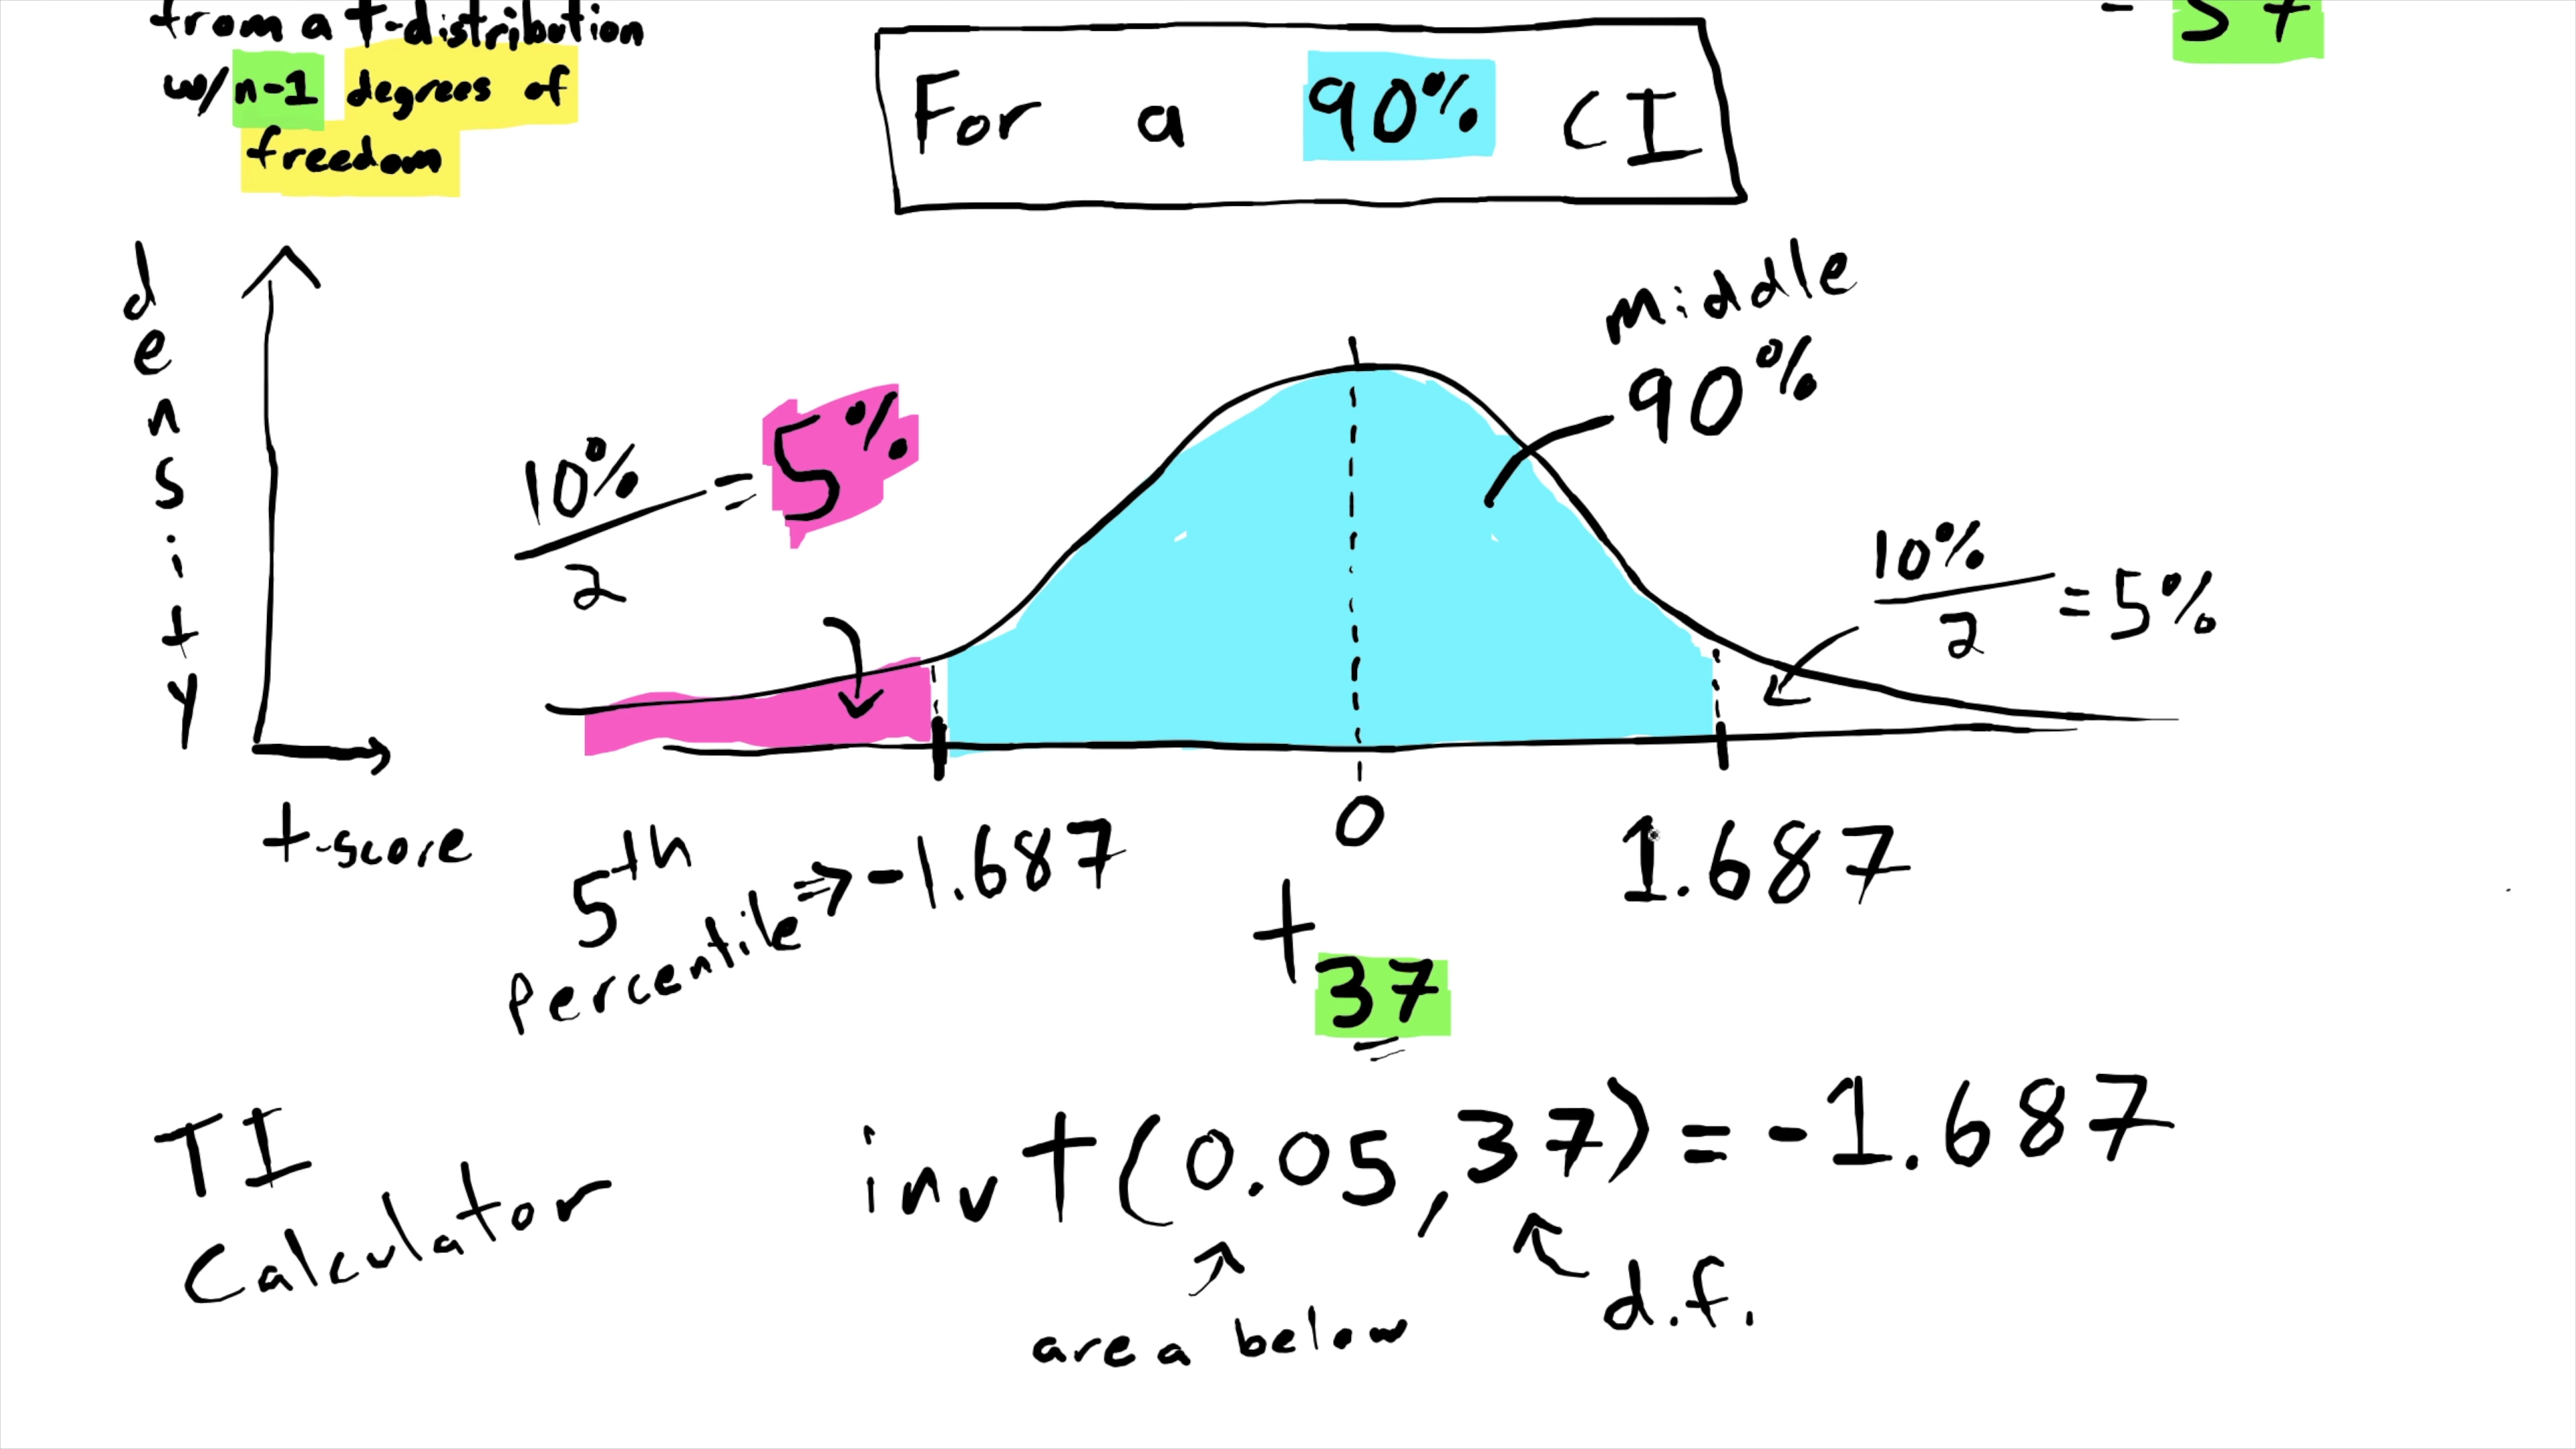 from a t-distribution
w/ n-1 degrees of
freedom
= 37
For a 90% CI
density
t-score
middle
90%
10%/2 = 5%
10%/2 = 5%
5th
Percentile ⇒ -1.687
0
1.687
t37
TI
Calculator
invt(0.05, 37) = -1.687
area below
d.f.